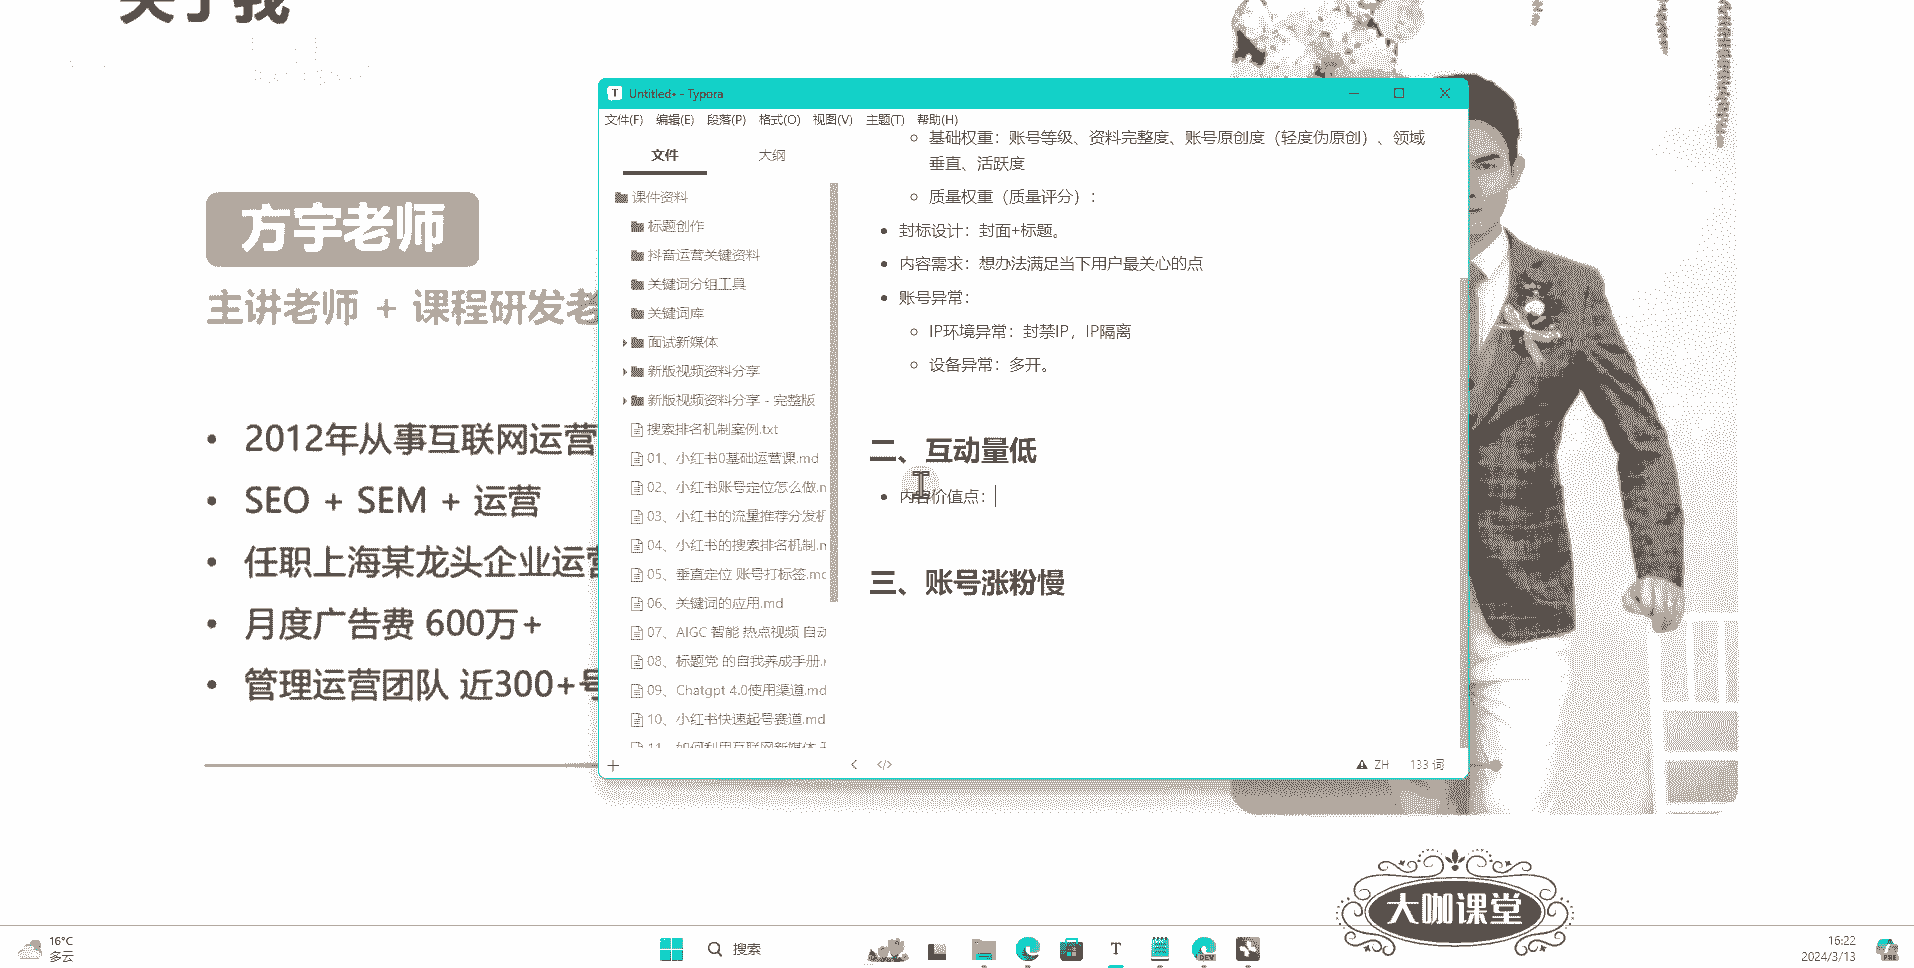 关于我
方宇老师
主讲老师 + 课程研发老
• 2012年从事互联网运营
• SEO + SEM + 运营
• 任职上海某龙头企业运营
• 月度广告费 600万+
• 管理运营团队 近300+号
Untitled• - Typora
文件(F) 编辑(E) 段落(P) 格式(O) 视图(V) 主题(T) 帮助(H)
文件 大纲
课件资料
标题创作
抖音运营关键资料
关键词分组工具
关键词库
面试新媒体
新版视频资料分享
新版视频资料分享 - 完整版
搜索排名机制案例.txt
01、小红书0基础运营课.md
02、小红书账号定位怎么做.m
03、小红书的流量推荐分发机
04、小红书的搜索排名机制.m
05、垂直定位 账号打标签.md
06、关键词的应用.md
07、AIGC 智能 热点视频 自动
08、标题党 的自我养成手册.m
09、Chatgpt 4.0使用渠道.md
10、小红书快速起号赛道.md
11、如何利用互联网新媒体
基础权重：账号等级、资料完整度、账号原创度（轻度伪原创）、领域
垂直、活跃度
质量权重（质量评分）：
• 封标设计：封面+标题。
• 内容需求：想办法满足当下用户最关心的点
• 账号异常：
IP环境异常：封禁IP，IP隔离
设备异常：多开。
二、互动量低
• 内容价值点：
三、账号涨粉慢
ZH 133 词
大咖课堂
16°C
多云
搜索
DEV
16:22
2024/3/13
PRE